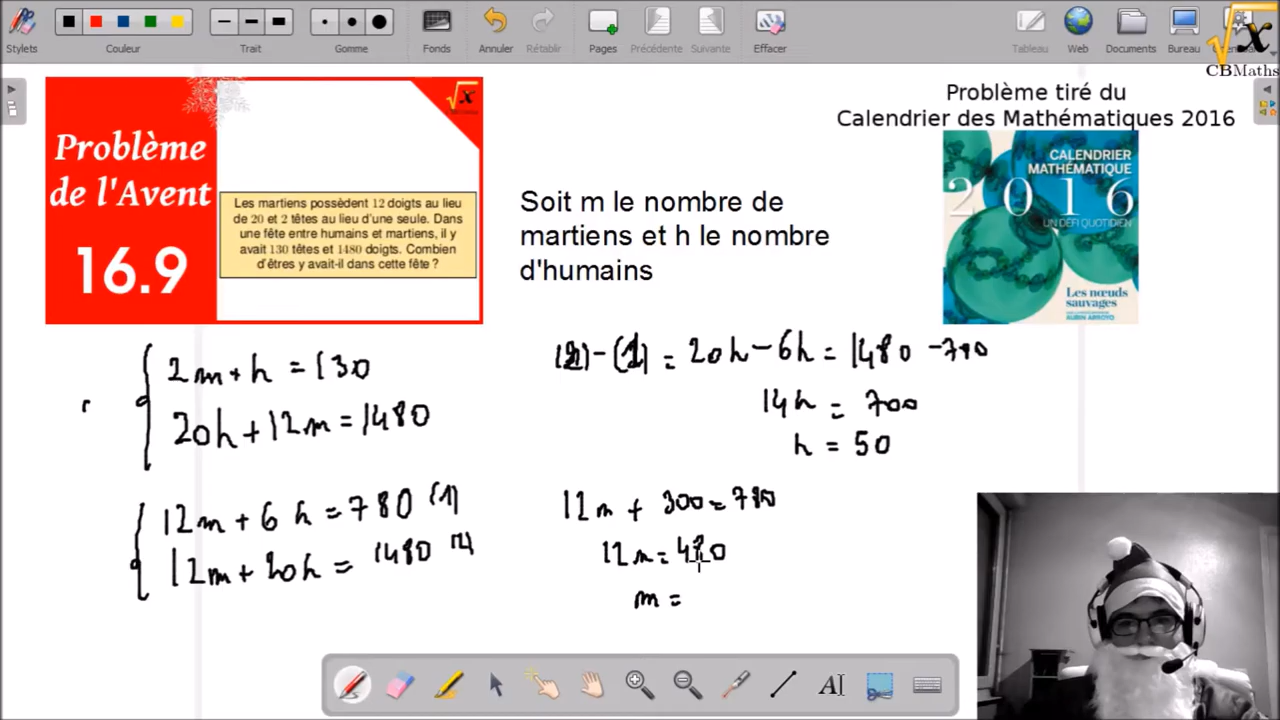 Stylets
Couleur
Trait
Gomme
Fonds
Annuler
Rétablir
Pages
Précédente
Suivante
Effacer
Tableau
Web
Documents
Bureau
√x
CBMaths
Problème
de l'Avent
16.9
Les martiens possèdent 12 doigts au lieu
de 20 et 2 têtes au lieu d'une seule. Dans
une fête entre humains et martiens, il y
avait 130 têtes et 1480 doigts. Combien
d'êtres y avait-il dans cette fête ?
Soit m le nombre de
martiens et h le nombre
d'humains
Problème tiré du
Calendrier des Mathématiques 2016
CALENDRIER
MATHÉMATIQUE
2016
UN DÉFI QUOTIDIEN
Les nœuds
sauvages
AUBIN ARROYO
2m+h = 130
20h+12m = 1480
12m + 6h = 780 (1)
12m + 20h = 1480 (2)
(2) - (1) = 20h - 6h = 1480 - 780
14h = 700
h = 50
12m + 300 = 780
12m = 480
m =
AI